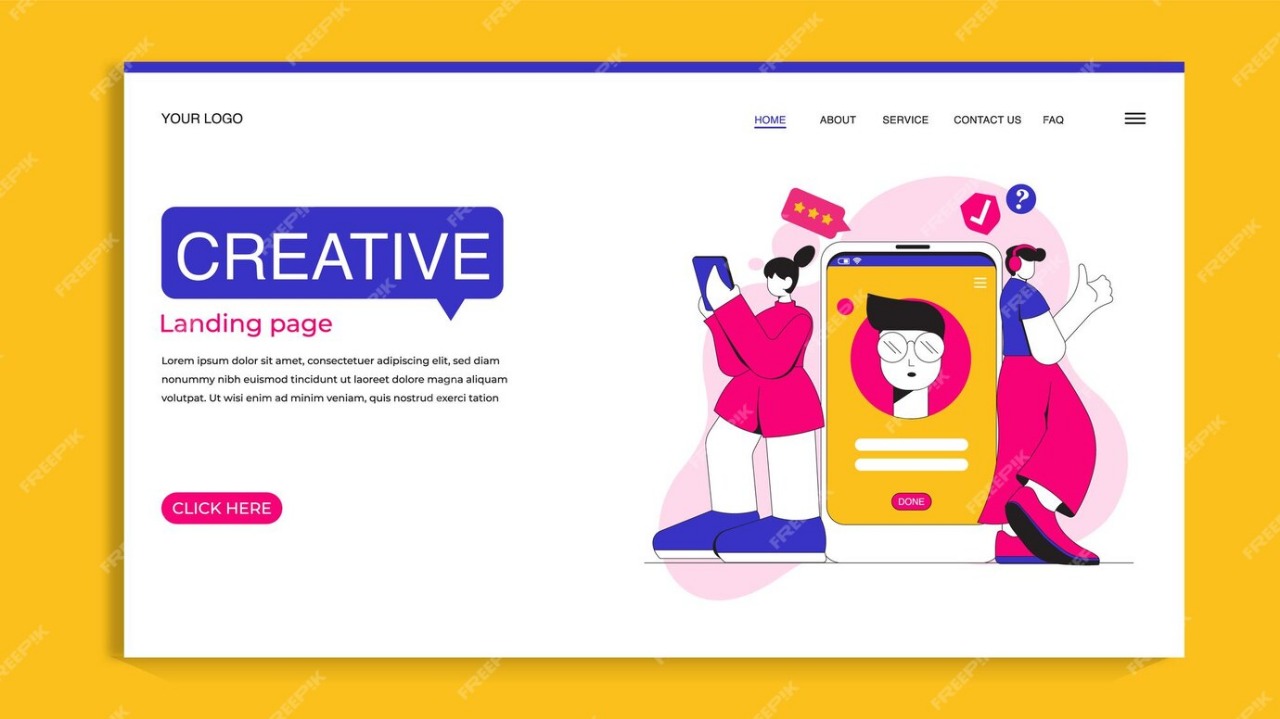 YOUR LOGO
HOME ABOUT SERVICE CONTACT US FAQ
CREATIVE
Landing page
Lorem ipsum dolor sit amet, consectetuer adipiscing elit, sed diam
nonummy nibh euismod tincidunt ut laoreet dolore magna aliquam
volutpat. Ut wisi enim ad minim veniam, quis nostrud exerci tation
CLICK HERE
?
DONE
FREEPIK